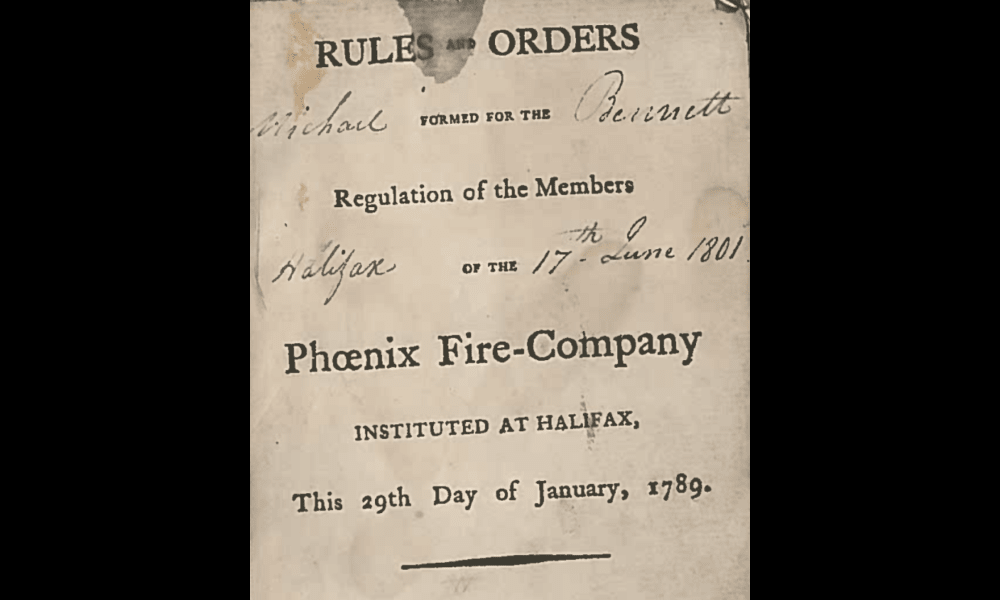 RULES AND ORDERS
Michael FORMED FOR THE Bennett
Regulation of the Members
Halifax OF THE 17th June 1801
Phœnix Fire-Company
INSTITUTED AT HALIFAX,
This 29th Day of January, 1789.